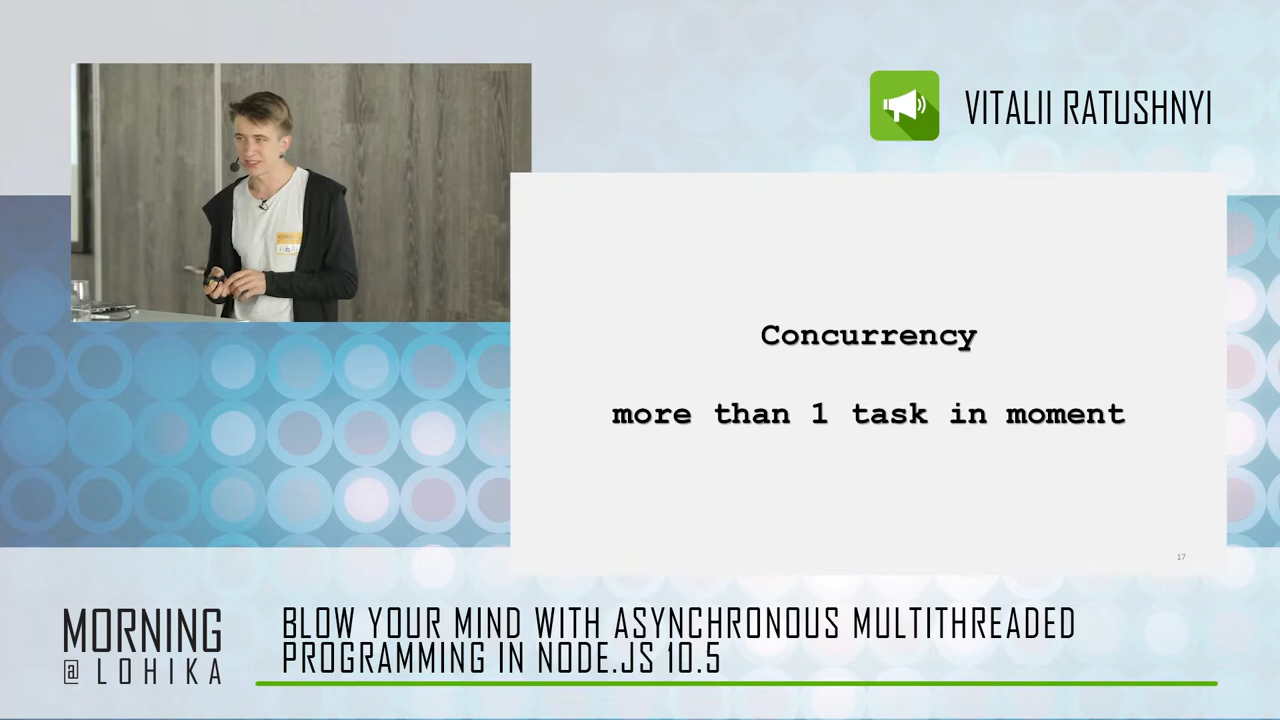 VITALII RATUSHNYI
Concurrency
more than 1 task in moment
17
MORNING
@ LOHIKA
BLOW YOUR MIND WITH ASYNCHRONOUS MULTITHREADED
PROGRAMMING IN NODE.JS 10.5